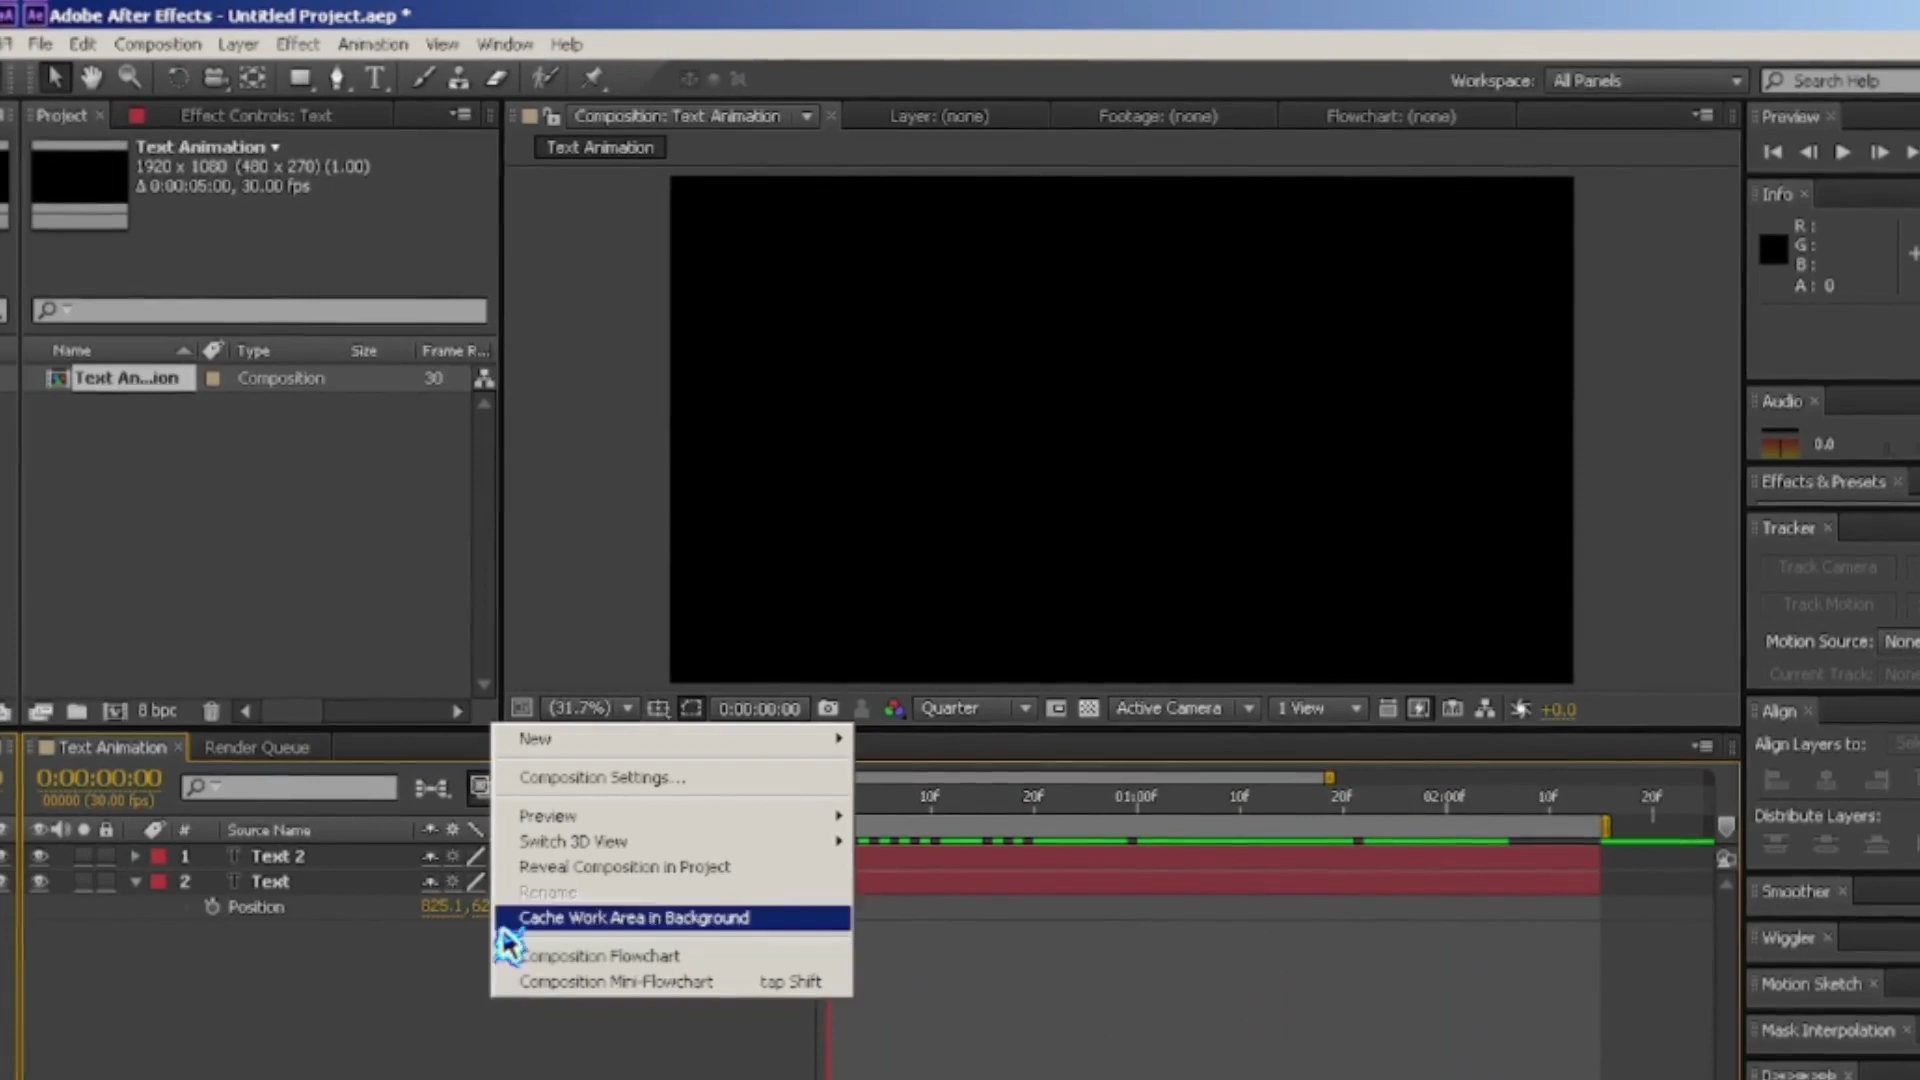 Adobe After Effects - Untitled Project.aep *
File Edit Composition Layer Effect Animation View Window Help
Workspace: All Panels Search Help
Project Effect Controls: Text
Composition: Text Animation Layer: (none) Footage: (none) Flowchart: (none)
Preview
Text Animation
1920 x 1080 (480 x 270) (1.00)
Δ 0:00:05:00, 30.00 fps
Text Animation
Info
R :
G :
B :
A : 0
Name Type Size Frame R...
Text An...ion Composition 30
Audio
0.0
Effects & Presets
Tracker
Track Camera
Track Motion
Motion Source: None
Current Track: None
8 bpc
(31.7%) 0:00:00:00 Quarter Active Camera 1 View +0.0
Align
Align Layers to:
Distribute Layers:
Text Animation Render Queue
0:00:00:00
00000 (30.00 fps)
10f 20f 01:00f 10f 20f 02:00f 10f 20f
# Source Name
1 Text 2
2 Text
Position 825.1,62
New
Composition Settings...
Preview
Switch 3D View
Reveal Composition in Project
Rename
Cache Work Area in Background
Composition Flowchart
Composition Mini-Flowchart tap Shift
Smoother
Wiggler
Motion Sketch
Mask Interpolation